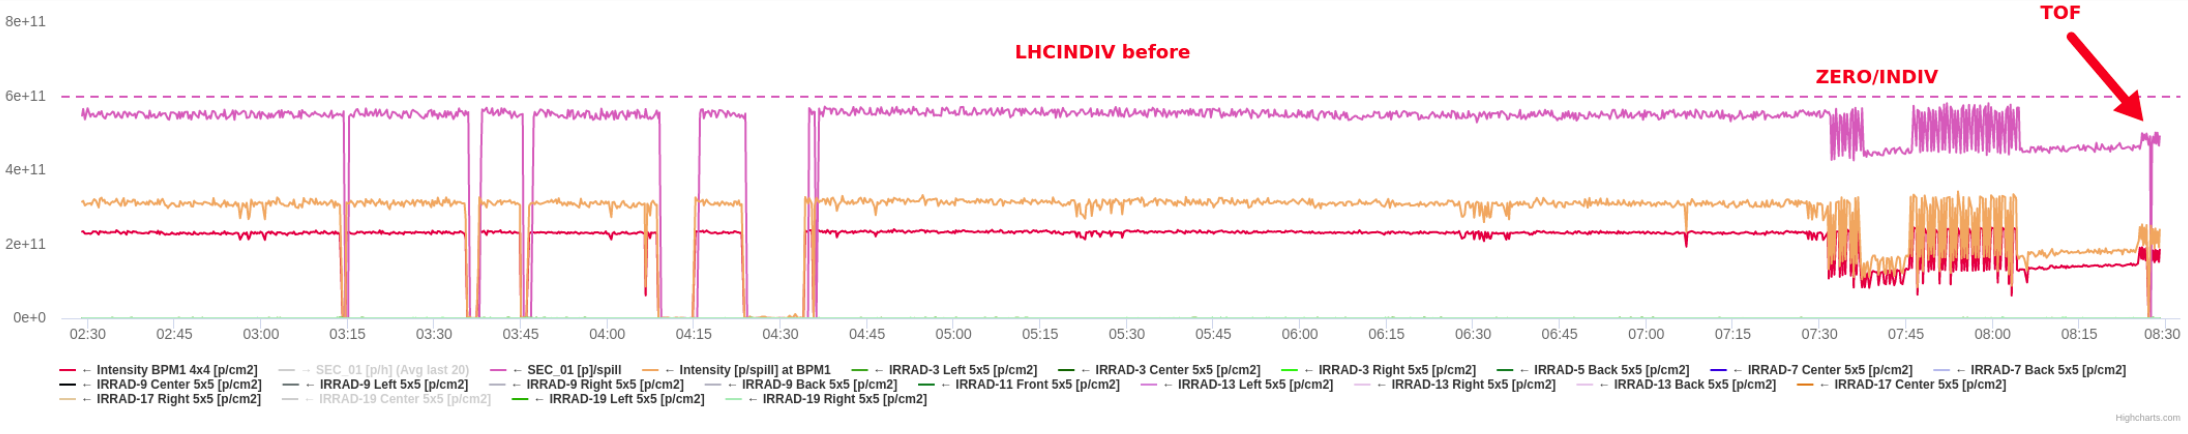 TOF
8e+11
LHCINDIV before
ZERO/INDIV
6e+11
4e+11
2e+11
0e+0
02:30 02:45 03:00 03:15 03:30 03:45 04:00 04:15 04:30 04:45 05:00 05:15 05:30 05:45 06:00 06:15 06:30 06:45 07:00 07:15 07:30 07:45 08:00 08:15 08:30
← Intensity BPM1 4x4 [p/cm2] ← SEC_01 [p/h] (Avg last 20) ← SEC_01 [p]/spill ← Intensity [p/spill] at BPM1 ← IRRAD-3 Left 5x5 [p/cm2] ← IRRAD-3 Center 5x5 [p/cm2] ← IRRAD-3 Right 5x5 [p/cm2] ← IRRAD-5 Back 5x5 [p/cm2] ← IRRAD-7 Center 5x5 [p/cm2] ← IRRAD-7 Back 5x5 [p/cm2]
← IRRAD-9 Center 5x5 [p/cm2] ← IRRAD-9 Left 5x5 [p/cm2] ← IRRAD-9 Right 5x5 [p/cm2] ← IRRAD-9 Back 5x5 [p/cm2] ← IRRAD-11 Front 5x5 [p/cm2] ← IRRAD-13 Left 5x5 [p/cm2] ← IRRAD-13 Right 5x5 [p/cm2] ← IRRAD-13 Back 5x5 [p/cm2] ← IRRAD-17 Center 5x5 [p/cm2]
← IRRAD-17 Right 5x5 [p/cm2] ← IRRAD-19 Center 5x5 [p/cm2] ← IRRAD-19 Left 5x5 [p/cm2] ← IRRAD-19 Right 5x5 [p/cm2]
Highcharts.com